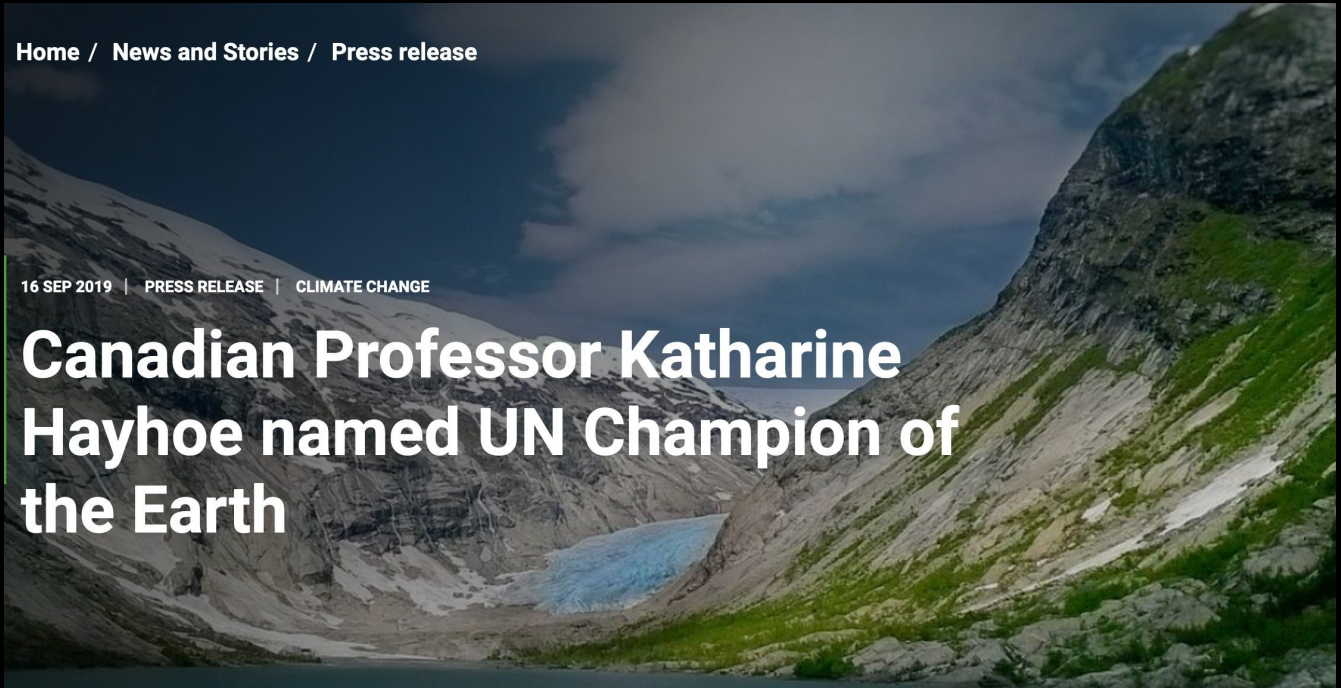 Home / News and Stories / Press release
16 SEP 2019 | PRESS RELEASE | CLIMATE CHANGE
Canadian Professor Katharine
Hayhoe named UN Champion of
the Earth